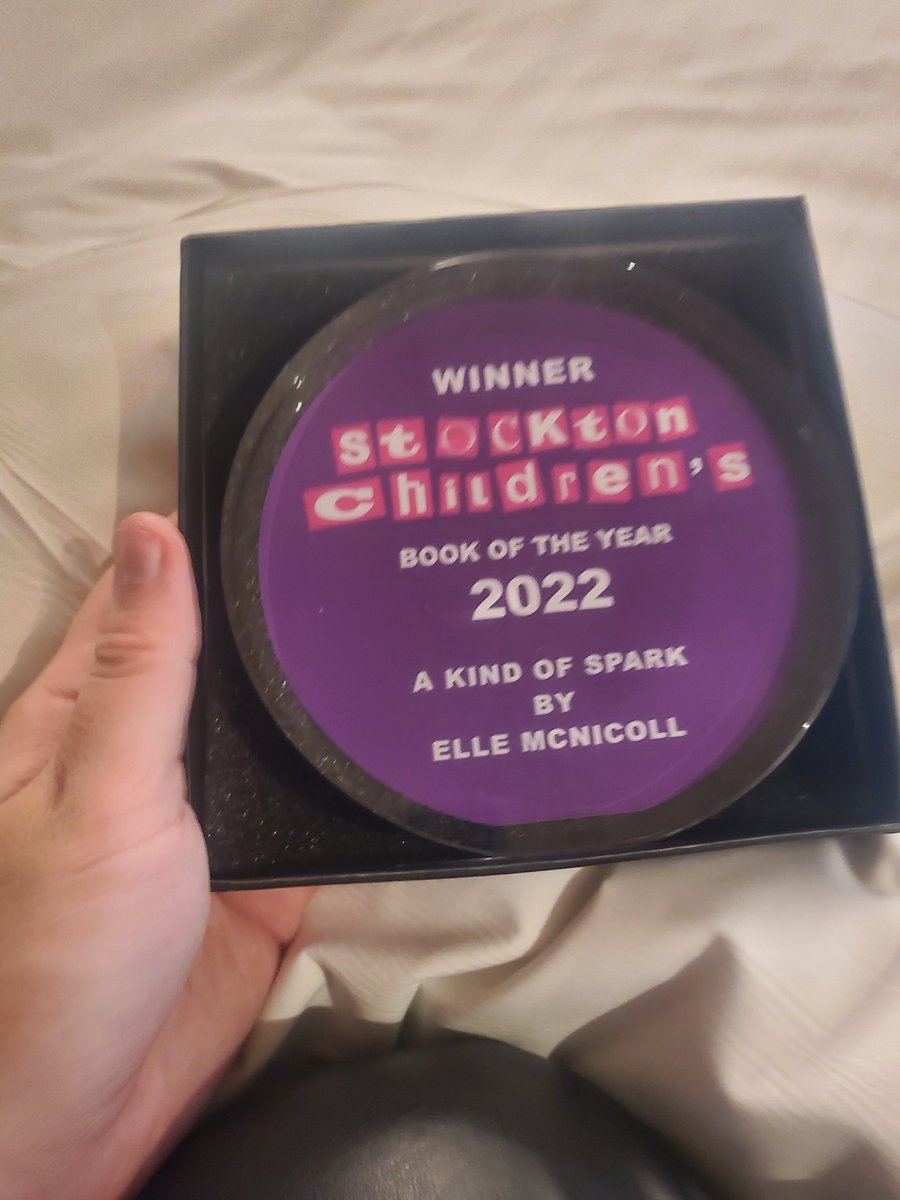 WINNER
Stockton
Children's
BOOK OF THE YEAR
2022
A KIND OF SPARK
BY
ELLE MCNICOLL